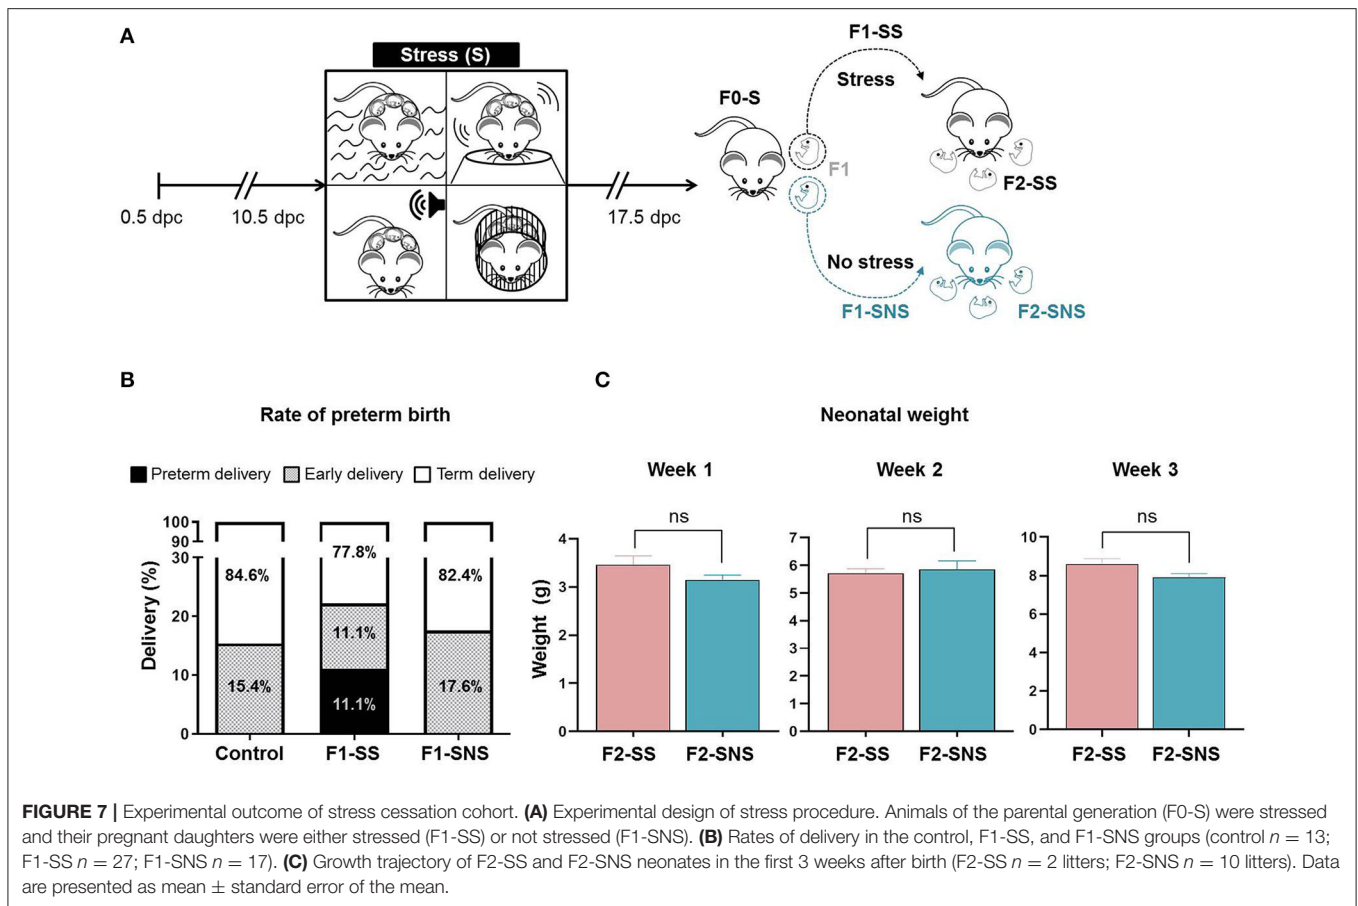 A
Stress (S)
0.5 dpc
10.5 dpc
17.5 dpc
F0-S
F1
F1-SS
Stress
F2-SS
No stress
F1-SNS
F2-SNS
B
Rate of preterm birth
Preterm delivery
Early delivery
Term delivery
Delivery (%)
100
90
30
20
10
0
84.6%
15.4%
77.8%
11.1%
11.1%
82.4%
17.6%
Control
F1-SS
F1-SNS
C
Neonatal weight
Week 1
ns
Weight (g)
4
3
2
1
0
F2-SS
F2-SNS
Week 2
ns
7
6
5
4
3
2
1
0
F2-SS
F2-SNS
Week 3
ns
10
8
6
4
2
0
F2-SS
F2-SNS
FIGURE 7 | Experimental outcome of stress cessation cohort. (A) Experimental design of stress procedure. Animals of the parental generation (F0-S) were stressed
and their pregnant daughters were either stressed (F1-SS) or not stressed (F1-SNS). (B) Rates of delivery in the control, F1-SS, and F1-SNS groups (control n = 13;
F1-SS n = 27; F1-SNS n = 17). (C) Growth trajectory of F2-SS and F2-SNS neonates in the first 3 weeks after birth (F2-SS n = 2 litters; F2-SNS n = 10 litters). Data
are presented as mean ± standard error of the mean.